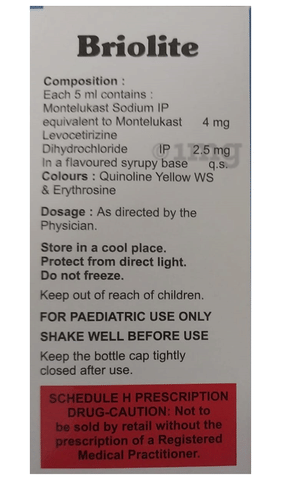 Briolite
Composition :
Each 5 ml contains :
Montelukast Sodium IP
equivalent to Montelukast 4 mg
Levocetirizine
Dihydrochloride IP 2.5 mg
In a flavoured syrupy base q.s.
Colours : Quinoline Yellow WS
& Erythrosine
Dosage : As directed by the
Physician.
Store in a cool place.
Protect from direct light.
Do not freeze.
Keep out of reach of children.
FOR PAEDIATRIC USE ONLY
SHAKE WELL BEFORE USE
Keep the bottle cap tightly
closed after use.
SCHEDULE H PRESCRIPTION
DRUG-CAUTION: Not to
be sold by retail without the
prescription of a Registered
Medical Practitioner.